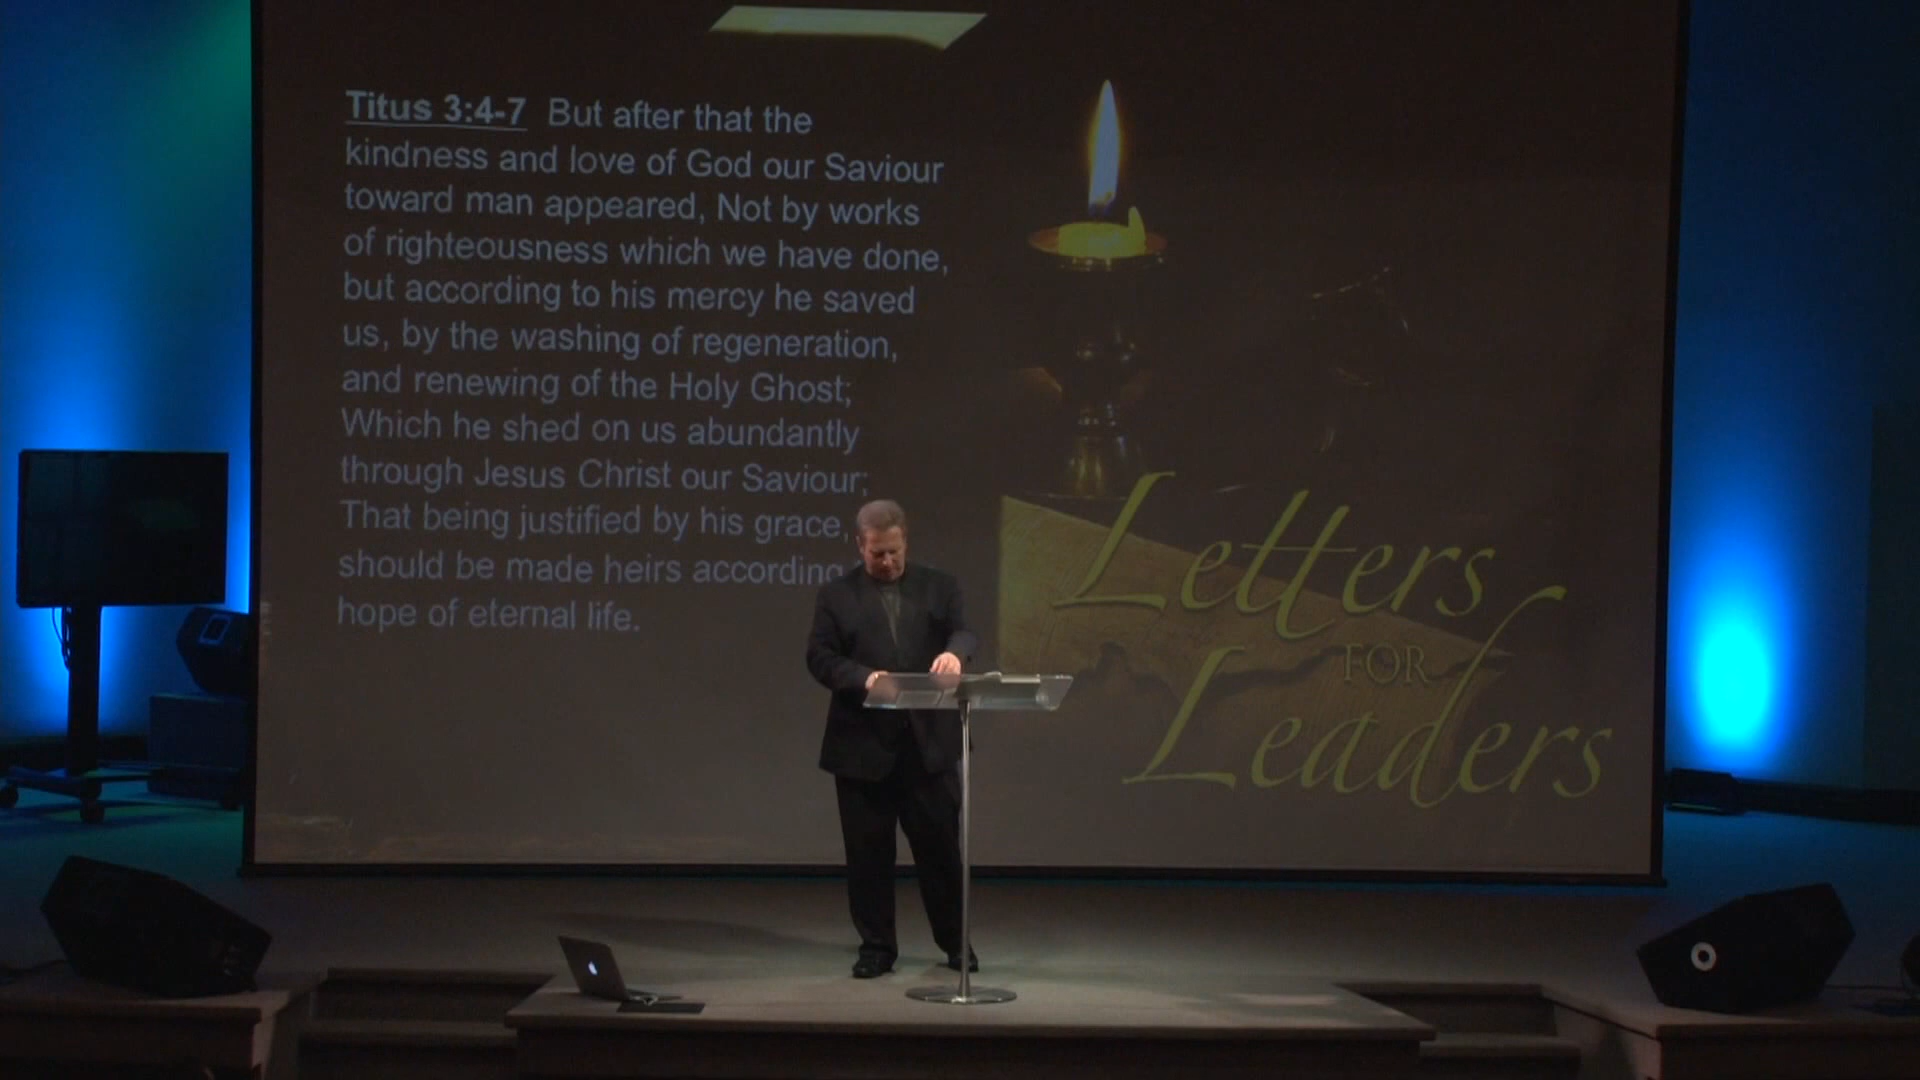 Titus 3:4-7 But after that the
kindness and love of God our Saviour
toward man appeared, Not by works
of righteousness which we have done,
but according to his mercy he saved
us, by the washing of regeneration,
and renewing of the Holy Ghost;
Which he shed on us abundantly
through Jesus Christ our Saviour;
That being justified by his grace,
should be made heirs according
hope of eternal life.
Letters
FOR
Leaders